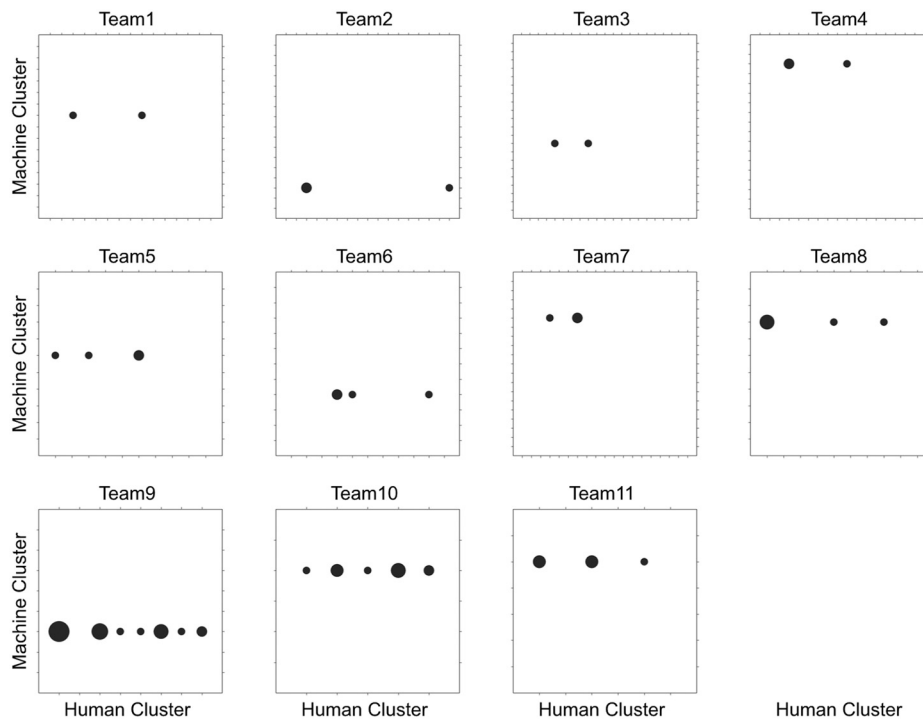 Team1
Team2
Team3
Team4
Machine Cluster
Team5
Team6
Team7
Team8
Machine Cluster
Team9
Team10
Team11
Machine Cluster
Human Cluster
Human Cluster
Human Cluster
Human Cluster